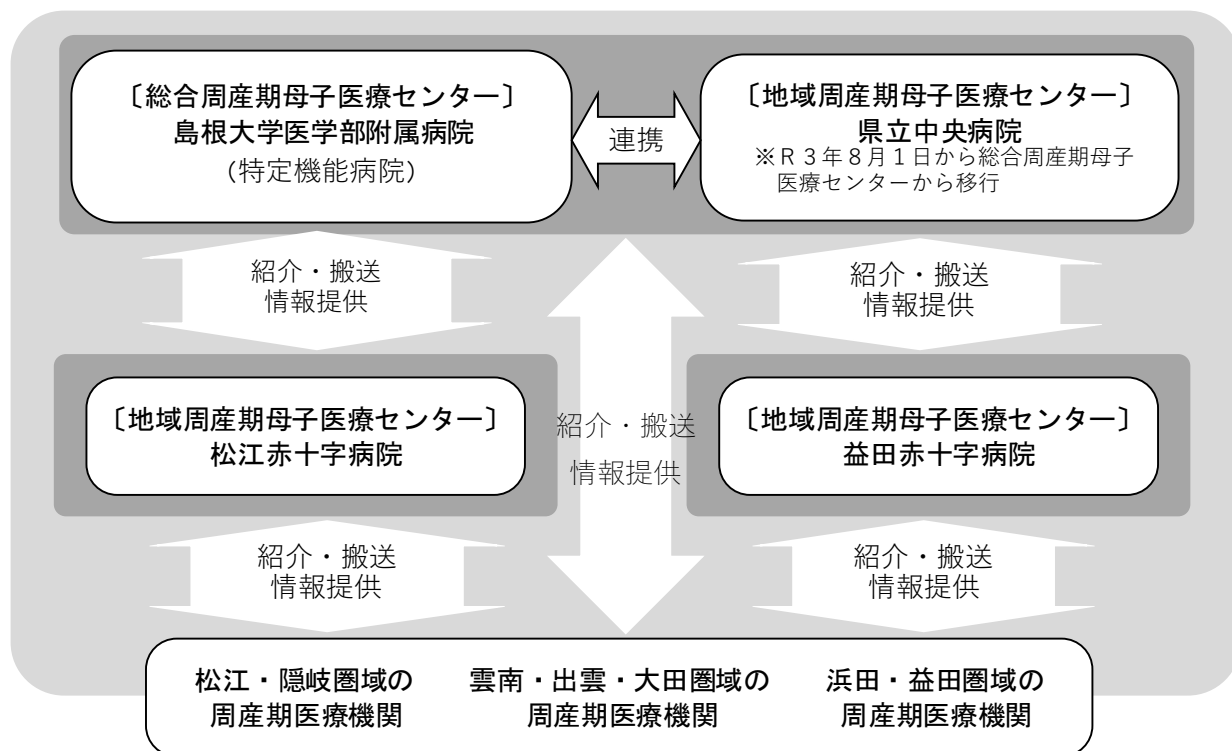 〔総合周産期母子医療センター〕
島根大学医学部附属病院
(特定機能病院)
連携
〔地域周産期母子医療センター〕
県立中央病院
※R3年8月1日から総合周産期母子
医療センターから移行
紹介・搬送
情報提供
紹介・搬送
情報提供
〔地域周産期母子医療センター〕
松江赤十字病院
紹介・搬送
情報提供
〔地域周産期母子医療センター〕
益田赤十字病院
紹介・搬送
情報提供
紹介・搬送
情報提供
松江・隠岐圏域の
周産期医療機関
雲南・出雲・大田圏域の
周産期医療機関
浜田・益田圏域の
周産期医療機関